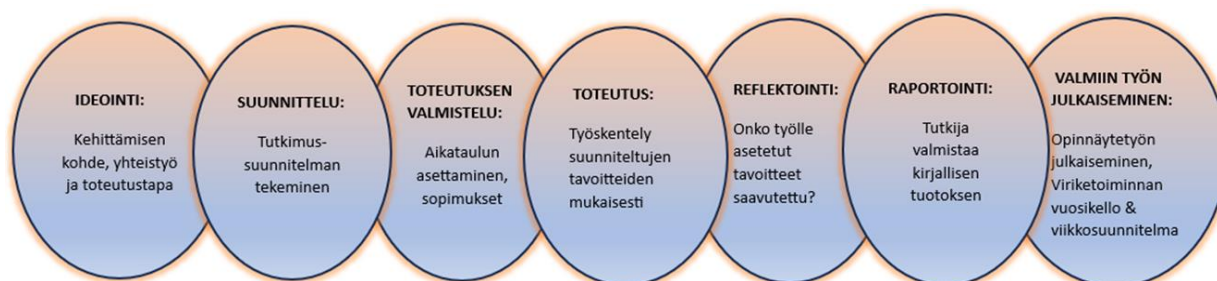 IDEOINTI:
Kehittämisen
kohde, yhteistyö
ja toteutustapa
SUUNNITTELU:
Tutkimus-
suunnitelman
tekeminen
TOTEUTUKSEN
VALMISTELU:
Aikataulun
asettaminen,
sopimukset
TOTEUTUS:
Työskentely
suunniteltujen
tavoitteiden
mukaisesti
REFLEKTOINTI:
Onko työlle
asetetut
tavoitteet
saavutettu?
RAPORTOINTI:
Tutkija
valmistaa
kirjallisen
tuotoksen
VALMIIN TYÖN
JULKAISEMINEN:
Opinnäytetyön
julkaiseminen,
Viriketoiminnan
vuosikello &
viikkosuunnitelma